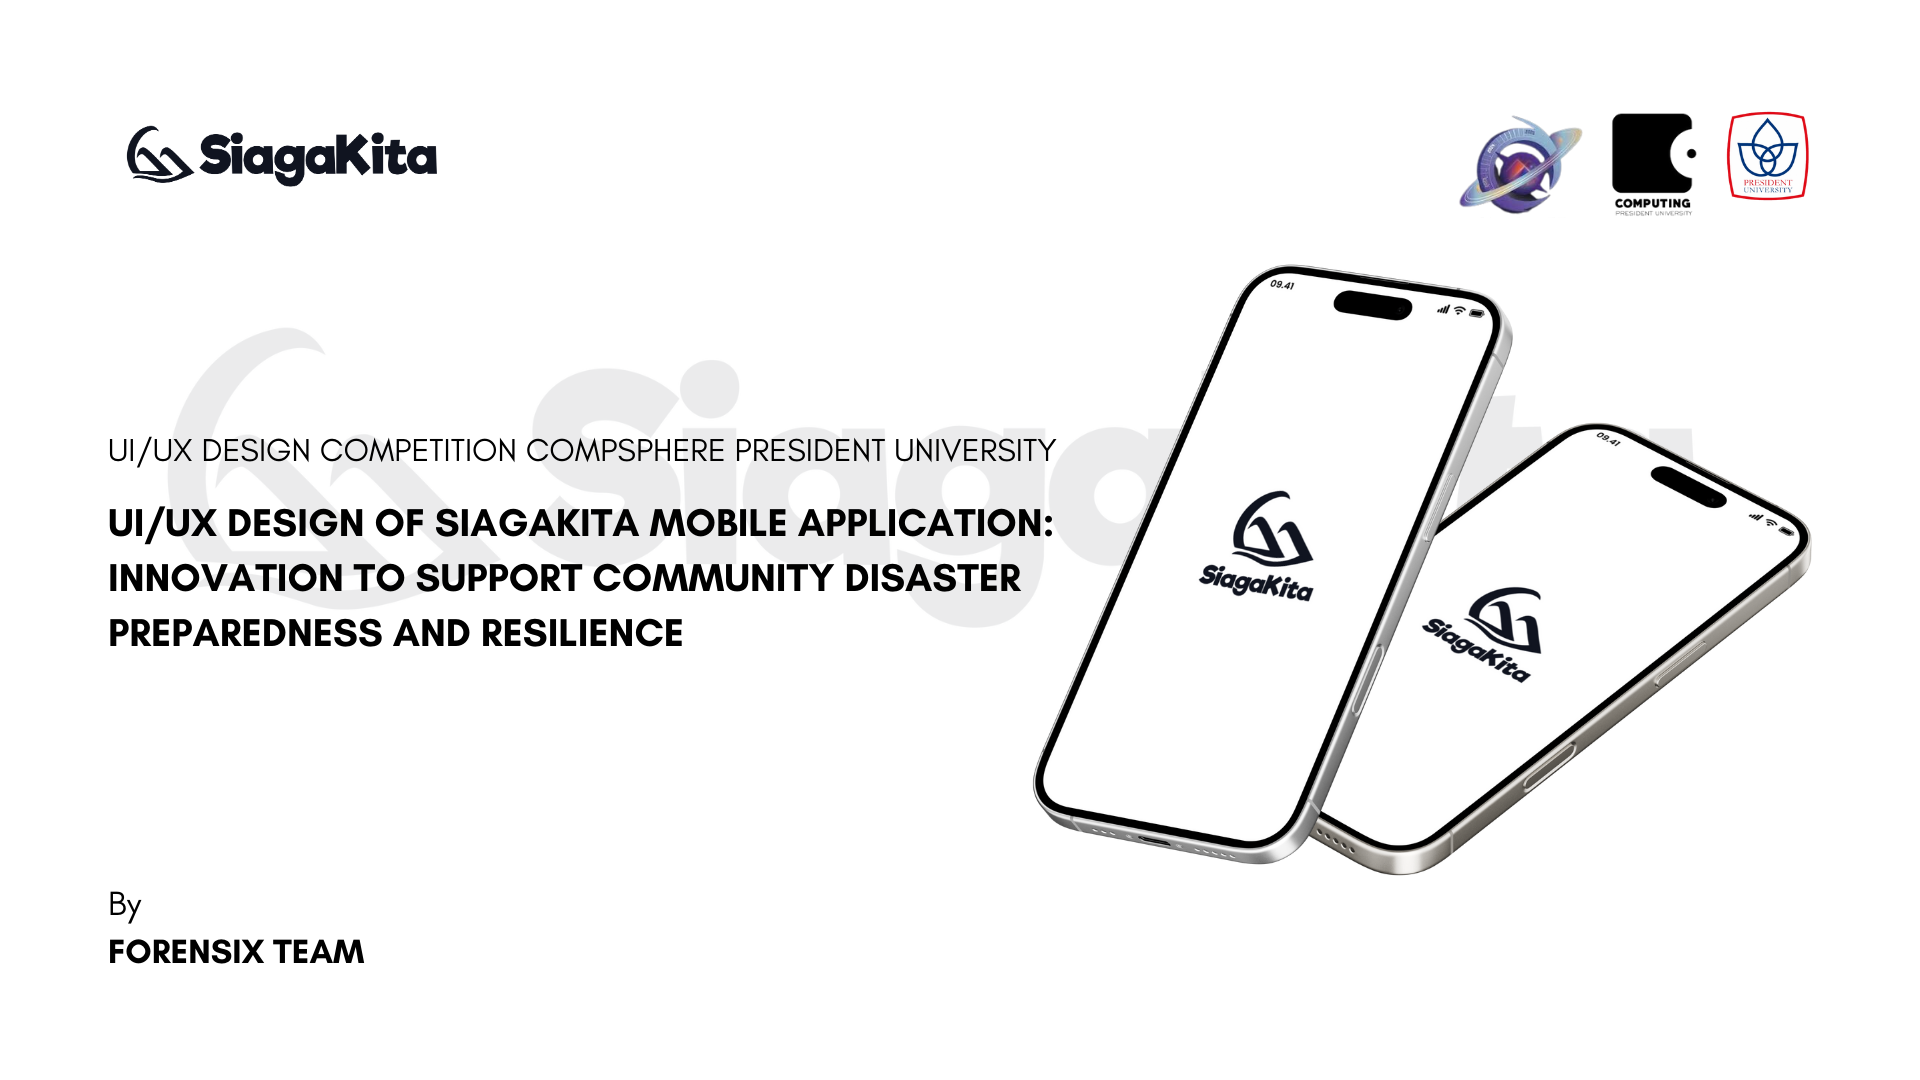 SiagaKita
COMPUTING
PRESIDENT UNIVERSITY
PRESIDENT
UNIVERSITY
SiagaKita
UI/UX DESIGN COMPETITION COMPSPHERE PRESIDENT UNIVERSITY
UI/UX DESIGN OF SIAGAKITA MOBILE APPLICATION:
INNOVATION TO SUPPORT COMMUNITY DISASTER
PREPAREDNESS AND RESILIENCE
09.41
SiagaKita
09.41
SiagaKita
By
FORENSIX TEAM